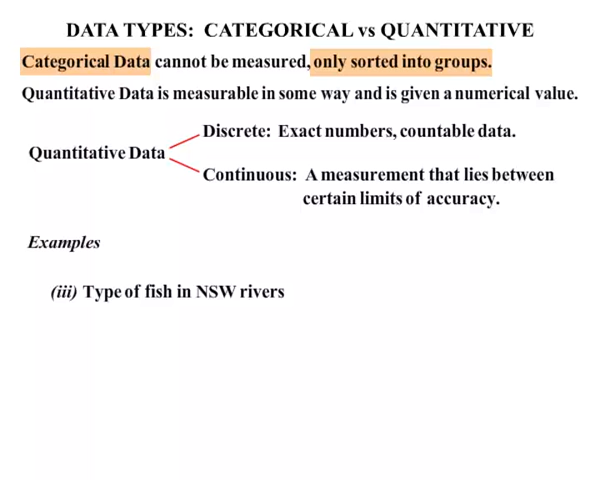 DATA TYPES: CATEGORICAL vs QUANTITATIVE
Categorical Data cannot be measured, only sorted into groups.
Quantitative Data is measurable in some way and is given a numerical value.
Discrete: Exact numbers, countable data.
Quantitative Data
Continuous: A measurement that lies between
certain limits of accuracy.
Examples
(iii) Type of fish in NSW rivers